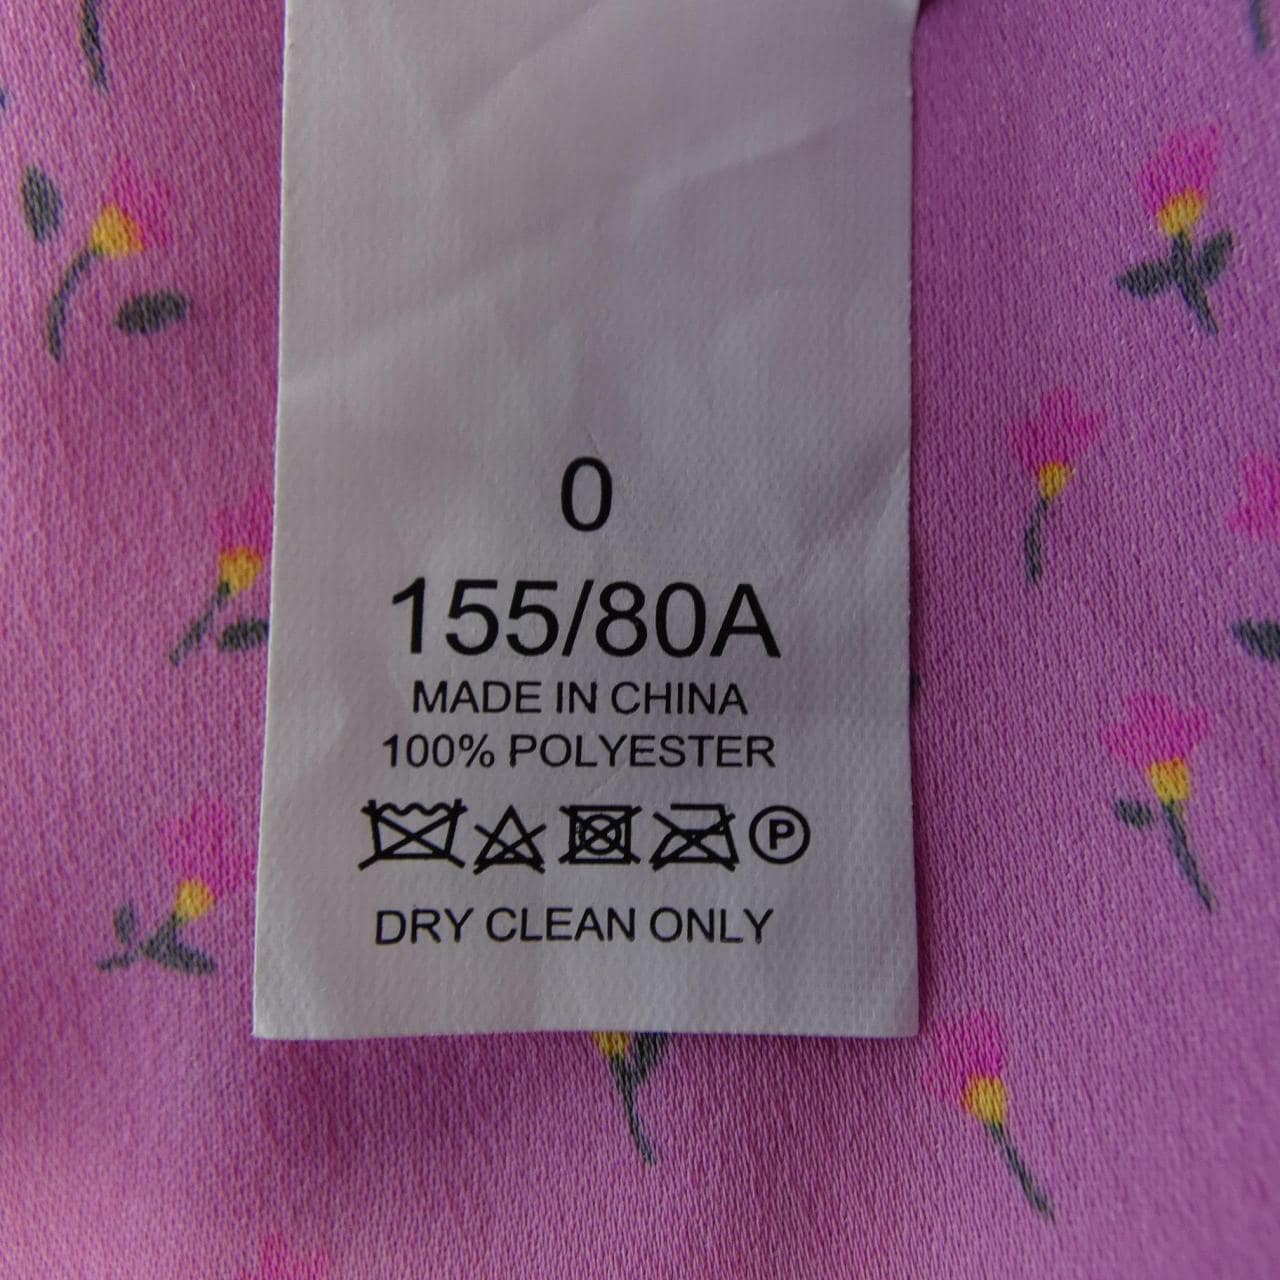 0
155/80A
MADE IN CHINA
100% POLYESTER
P
DRY CLEAN ONLY